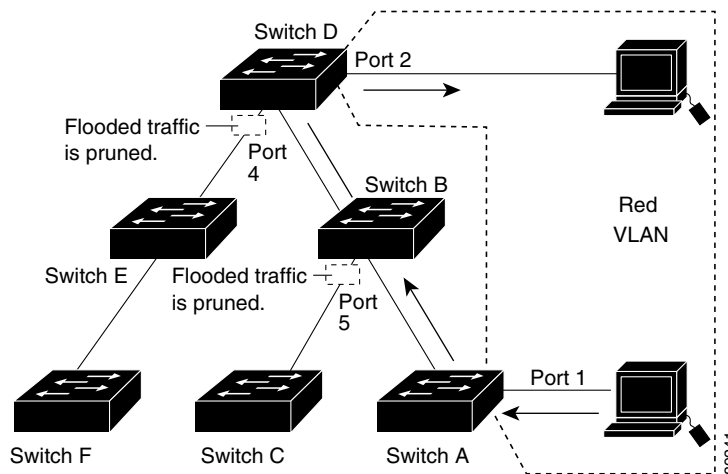 Switch D
Port 2
Flooded traffic
is pruned.
Port
4
Switch B
Red
VLAN
Switch E
Flooded traffic
is pruned.
Port
5
Port 1
Switch F
Switch C
Switch A